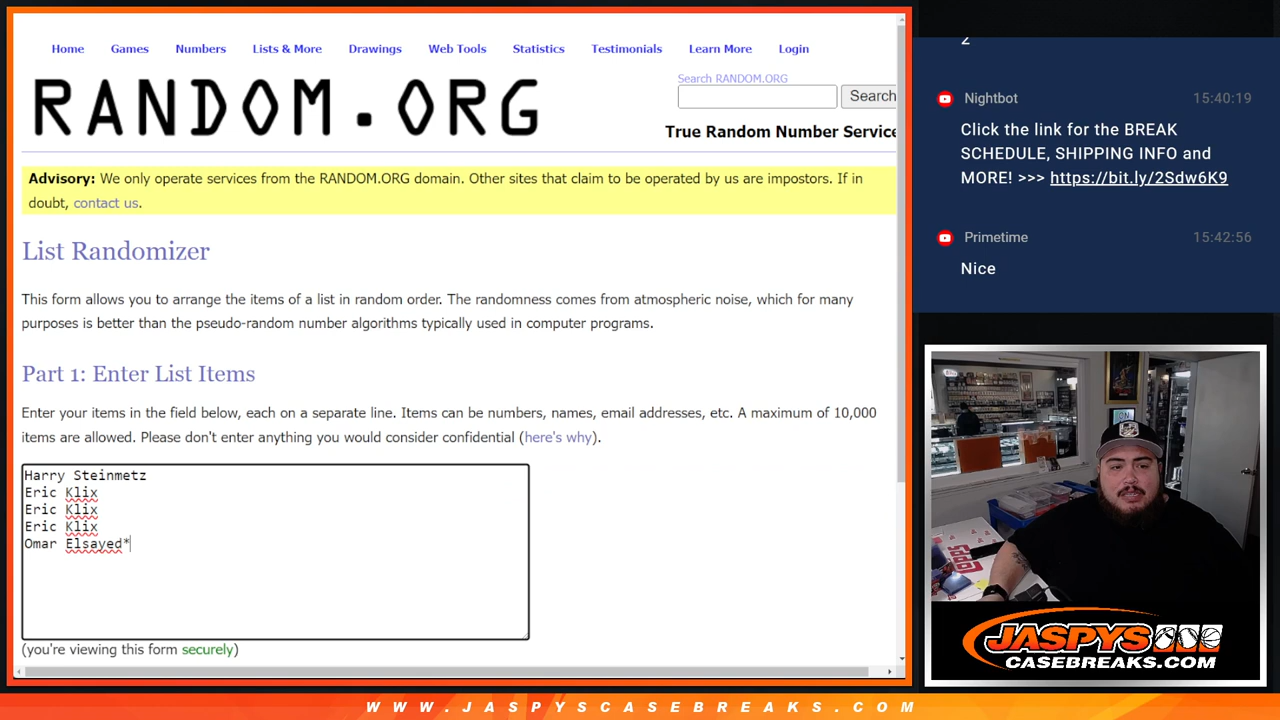 Home Games Numbers Lists & More Drawings Web Tools Statistics Testimonials Learn More Login
RANDOM.ORG
Search RANDOM.ORG
Search
True Random Number Service
Advisory: We only operate services from the RANDOM.ORG domain. Other sites that claim to be operated by us are impostors. If in
doubt, contact us.
List Randomizer
This form allows you to arrange the items of a list in random order. The randomness comes from atmospheric noise, which for many
purposes is better than the pseudo-random number algorithms typically used in computer programs.
Part 1: Enter List Items
Enter your items in the field below, each on a separate line. Items can be numbers, names, email addresses, etc. A maximum of 10,000
items are allowed. Please don't enter anything you would consider confidential (here's why).
Harry Steinmetz
Eric Klix
Eric Klix
Eric Klix
Omar Elsayed*
(you're viewing this form securely)
2
Nightbot 15:40:19
Click the link for the BREAK
SCHEDULE, SHIPPING INFO and
MORE! >>> https://bit.ly/2Sdw6K9
Primetime 15:42:56
Nice
ON
JASPYS
CASEBREAKS.COM
WWW.JASPYSCASEBREAKS.COM